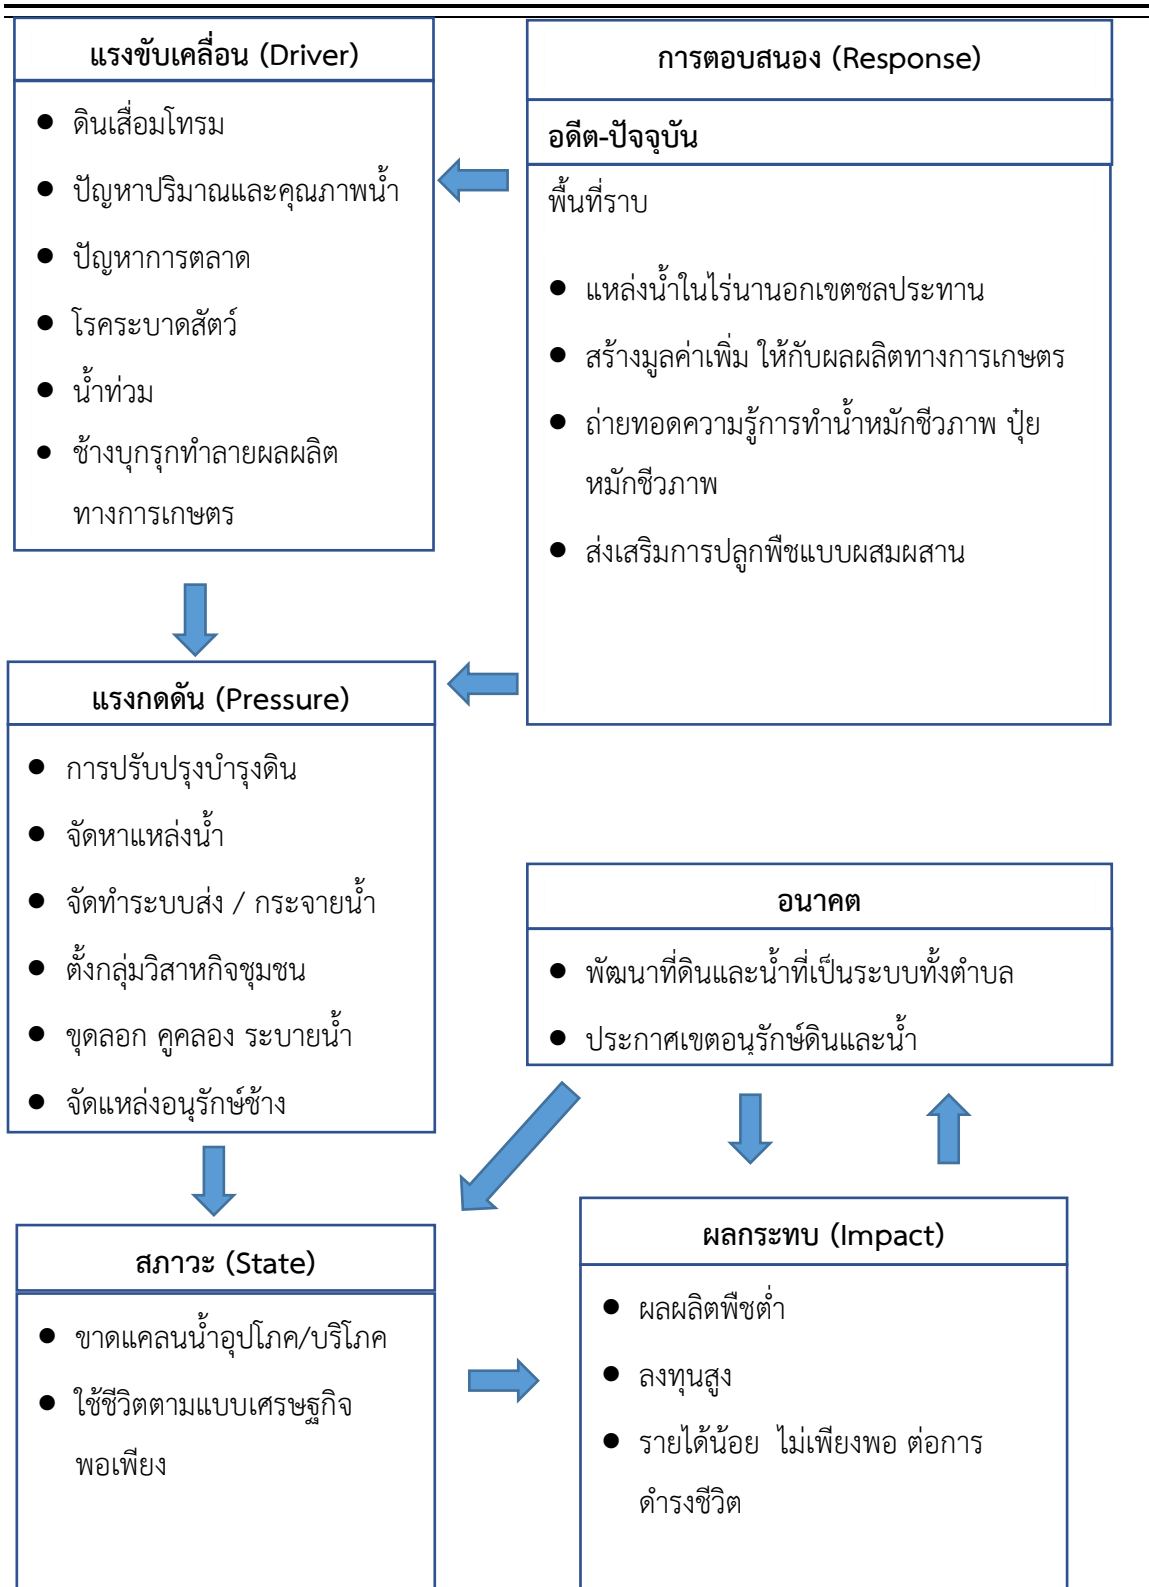 แรงขับเคลื่อน (Driver)
● ดินเสื่อมโทรม
● ปัญหาปริมาณและคุณภาพน้ำ
● ปัญหาการตลาด
● โรคระบาดสัตว์
● น้ำท่วม
● ช้างบุกรุกทำลายผลผลิต
ทางการเกษตร
การตอบสนอง (Response)
อดีต-ปัจจุบัน
พื้นที่ราบ
● แหล่งน้ำในไร่นานอกเขตชลประทาน
● สร้างมูลค่าเพิ่ม ให้กับผลผลิตทางการเกษตร
● ถ่ายทอดความรู้การทำน้ำหมักชีวภาพ ปุ๋ย
หมักชีวภาพ
● ส่งเสริมการปลูกพืชแบบผสมผสาน
แรงกดดัน (Pressure)
● การปรับปรุงบำรุงดิน
● จัดหาแหล่งน้ำ
● จัดทำระบบส่ง / กระจายน้ำ
● ตั้งกลุ่มวิสาหกิจชุมชน
● ขุดลอก คูคลอง ระบายน้ำ
● จัดแหล่งอนุรักษ์ช้าง
อนาคต
● พัฒนาที่ดินและน้ำที่เป็นระบบทั้งตำบล
● ประกาศเขตอนุรักษ์ดินและน้ำ
สภาวะ (State)
● ขาดแคลนน้ำอุปโภค/บริโภค
● ใช้ชีวิตตามแบบเศรษฐกิจ
พอเพียง
ผลกระทบ (Impact)
● ผลผลิตพืชต่ำ
● ลงทุนสูง
● รายได้น้อย ไม่เพียงพอ ต่อการ
ดำรงชีวิต